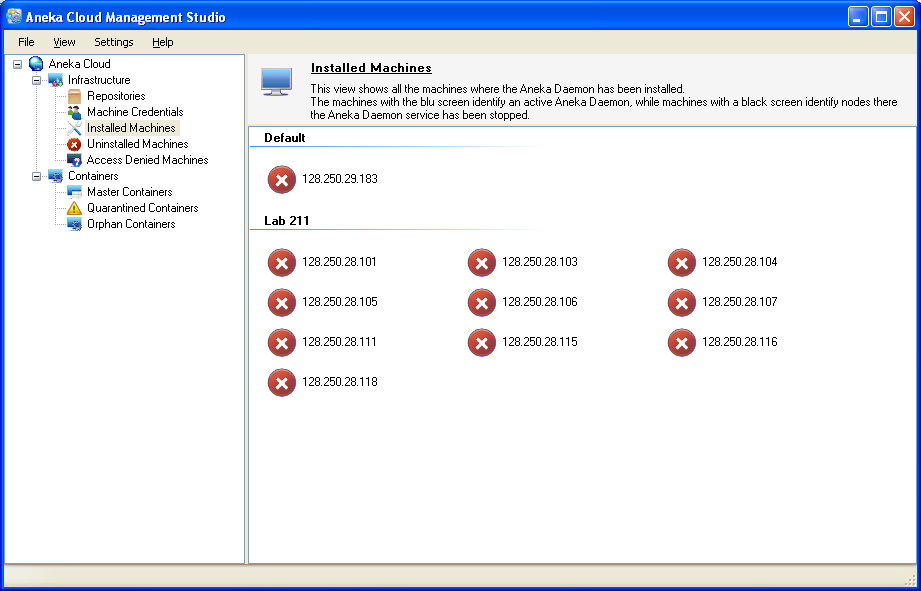 Aneka Cloud Management Studio
File View Settings Help
Aneka Cloud
Infrastructure
Repositories
Machine Credentials
Installed Machines
Uninstalled Machines
Access Denied Machines
Containers
Master Containers
Quarantined Containers
Orphan Containers
Installed Machines
This view shows all the machines where the Aneka Daemon has been installed.
The machines with the blu screen identify an active Aneka Daemon, while machines with a black screen identify nodes there
the Aneka Daemon service has been stopped.
Default
128.250.29.183
Lab 211
128.250.28.101 128.250.28.103 128.250.28.104
128.250.28.105 128.250.28.106 128.250.28.107
128.250.28.111 128.250.28.115 128.250.28.116
128.250.28.118